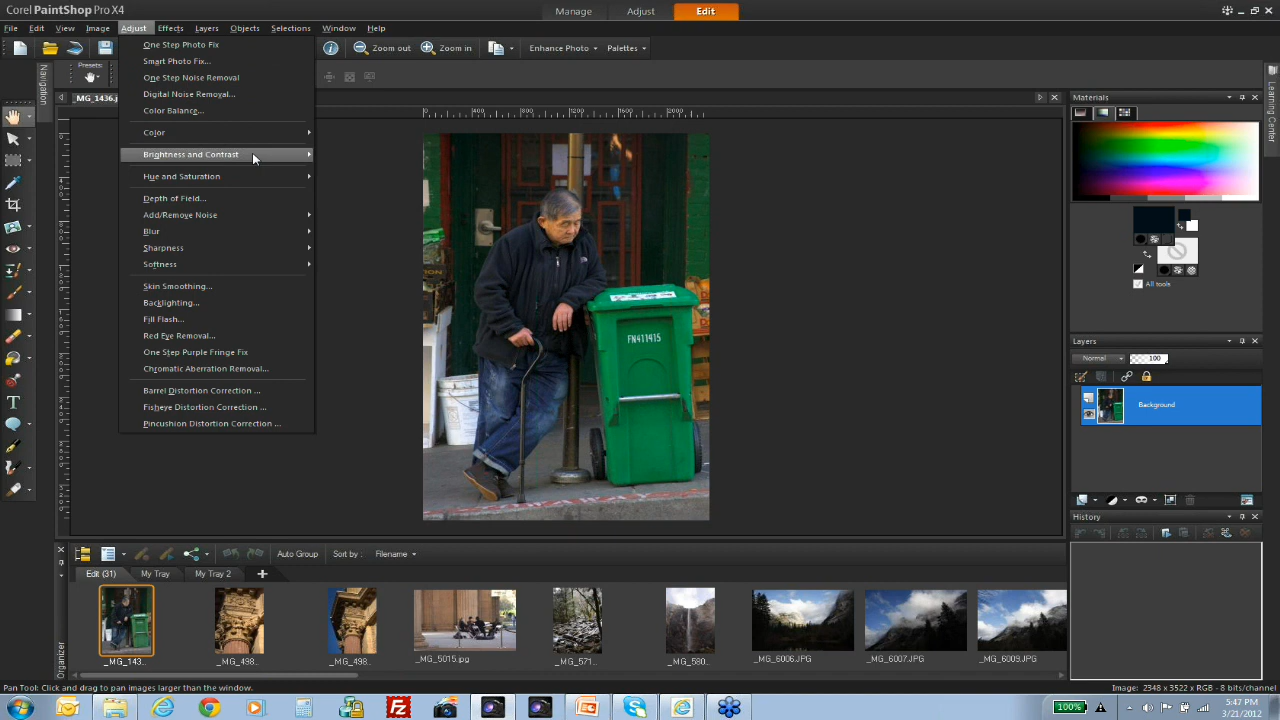 Corel PaintShop Pro X4
Manage
Adjust
Edit
File Edit View Image Adjust Effects Layers Objects Selections Window Help
Zoom out
Zoom in
Enhance Photo
Palettes
Presets:
Navigation
_MG_1436.j
One Step Photo Fix
Smart Photo Fix...
One Step Noise Removal
Digital Noise Removal...
Color Balance...
Color
Brightness and Contrast
Hue and Saturation
Depth of Field...
Add/Remove Noise
Blur
Sharpness
Softness
Skin Smoothing...
Backlighting...
Fill Flash...
Red Eye Removal...
One Step Purple Fringe Fix
Chromatic Aberration Removal...
Barrel Distortion Correction ...
Fisheye Distortion Correction ...
Pincushion Distortion Correction ...
0 400 800 1200 1600 2000
FN411415
Materials
Learning Center
All tools
Layers
Normal
100
Background
History
Organizer
Auto Group
Sort by :
Filename
Edit (31)
My Tray
My Tray 2
_MG_143...
_MG_498...
_MG_498...
_MG_5015.jpg
_MG_571...
_MG_580...
_MG_6006.JPG
_MG_6007.JPG
_MG_6009.JPG
Pan Tool: Click and drag to pan images larger than the window.
Image: 2348 x 3522 x RGB - 8 bits/channel
Fz
100%
5:47 PM
3/21/2012